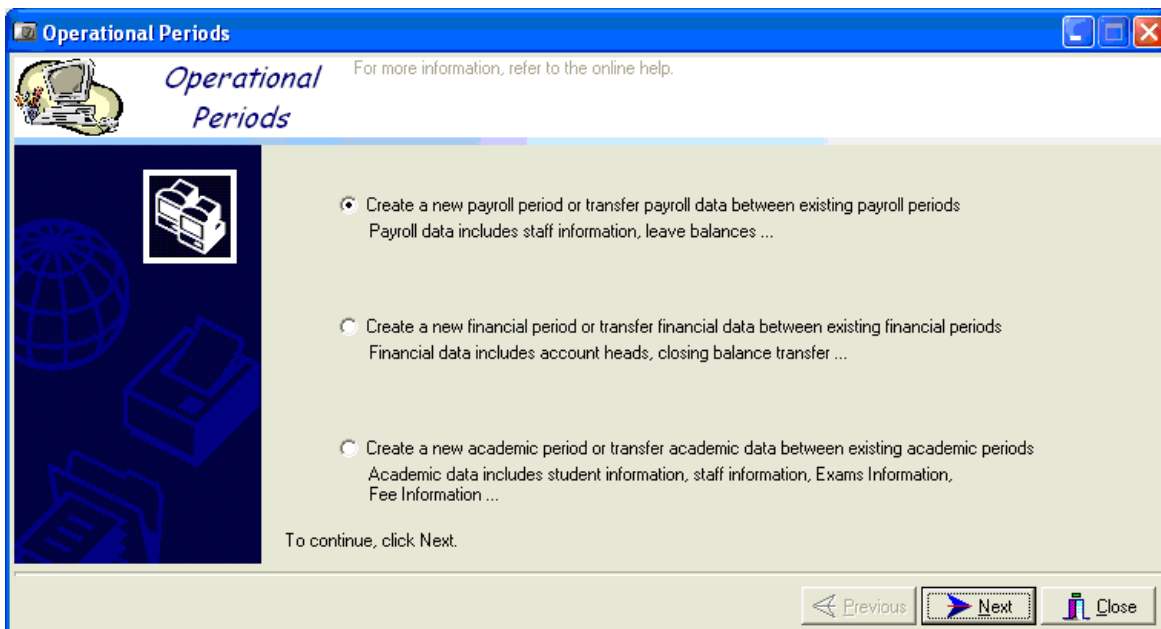 Operational Periods
Operational
Periods
For more information, refer to the online help.
Create a new payroll period or transfer payroll data between existing payroll periods
Payroll data includes staff information, leave balances ...
Create a new financial period or transfer financial data between existing financial periods
Financial data includes account heads, closing balance transfer ...
Create a new academic period or transfer academic data between existing academic periods
Academic data includes student information, staff information, Exams Information,
Fee Information ...
To continue, click Next.
Previous
Next
Close